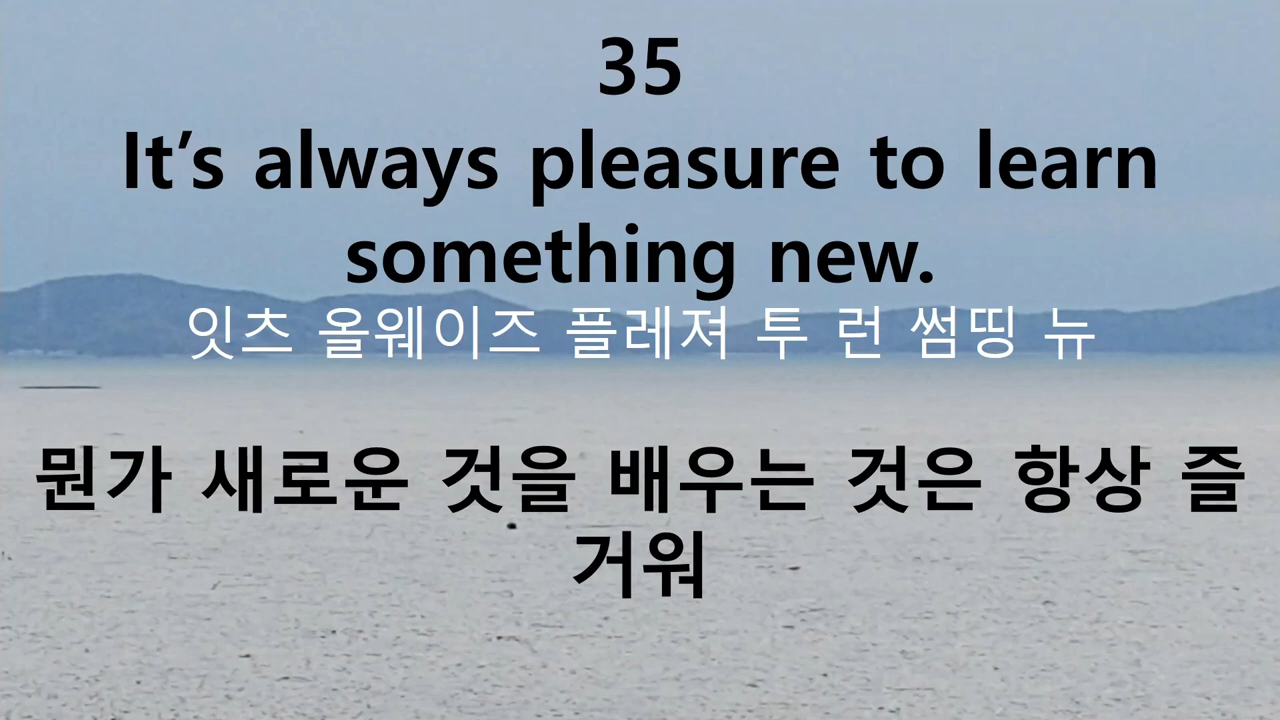 35
It’s always pleasure to learn
something new.
잇츠 올웨이즈 플레져 투 런 썸띵 뉴
뭔가 새로운 것을 배우는 것은 항상 즐
거워